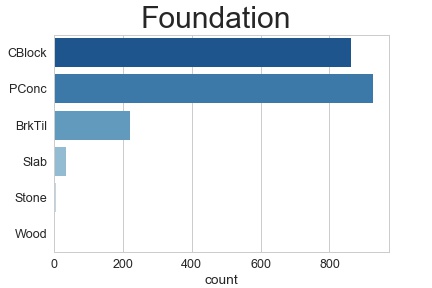 Foundation
CBlock
PConc
BrkTil
Slab
Stone
Wood
0 200 400 600 800
count